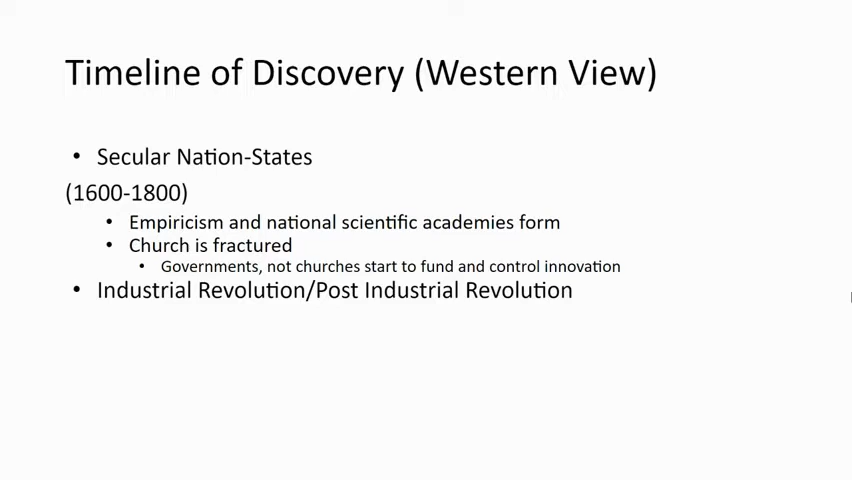 Timeline of Discovery (Western View)
• Secular Nation-States
(1600-1800)
• Empiricism and national scientific academies form
• Church is fractured
• Governments, not churches start to fund and control innovation
• Industrial Revolution/Post Industrial Revolution